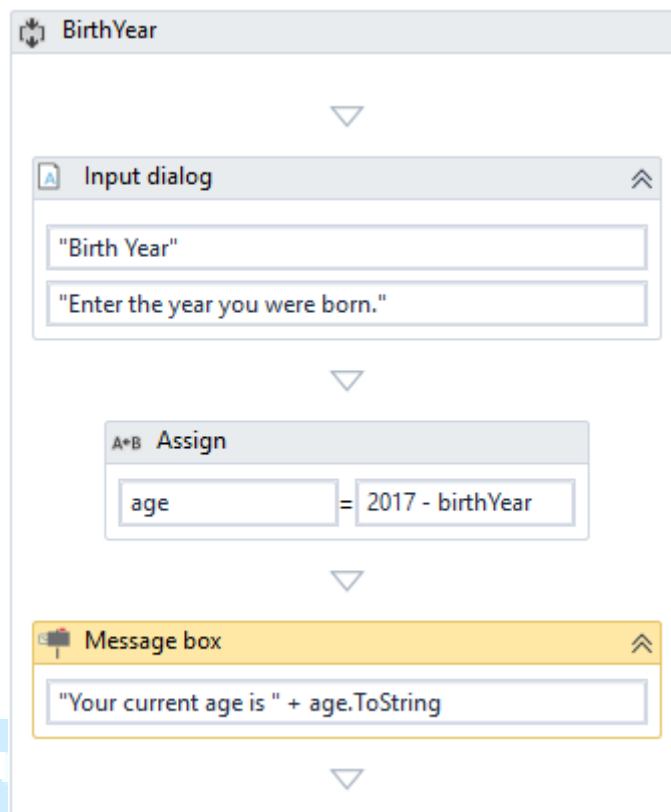 BirthYear
Input dialog
"Birth Year"
"Enter the year you were born."
A+B Assign
age = 2017 - birthYear
Message box
"Your current age is " + age.ToString